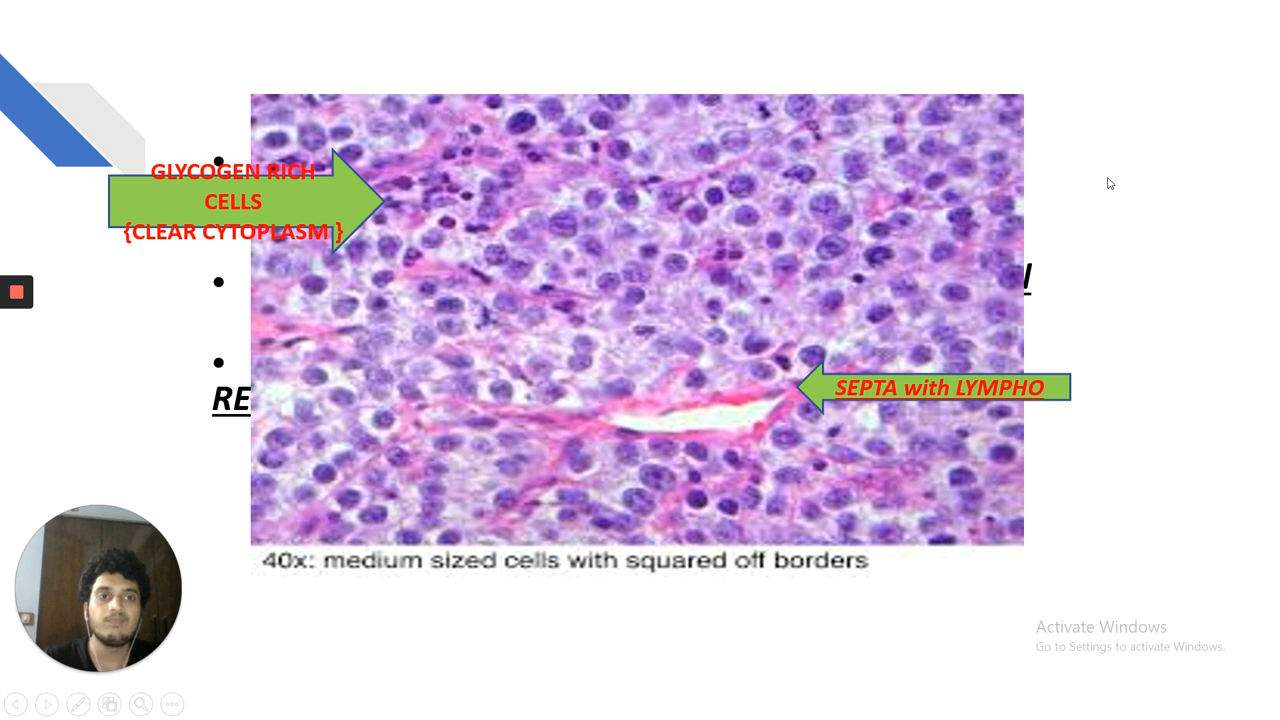 GLYCOGEN RICH
CELLS
{CLEAR CYTOPLASM }
RE
SEPTA with LYMPHO
40x: medium sized cells with squared off borders
Activate Windows
Go to Settings to activate Windows.